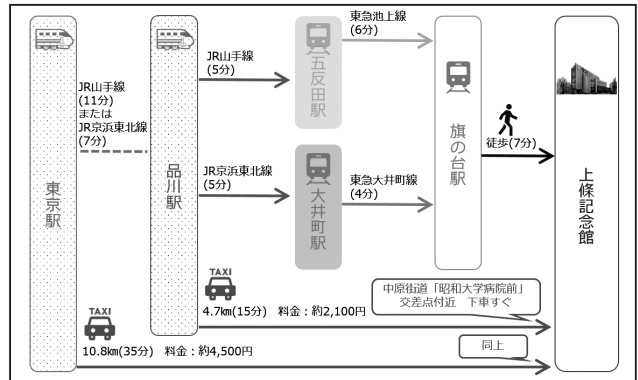 東急池上線
(6分)
JR山手線
(5分)
五反田駅
JR山手線
(11分)
または
JR京浜東北線
(7分)
旗の台駅
徒歩(7分)
東京駅
品川駅
JR京浜東北線
(5分)
大井町駅
東急大井町線
(4分)
上條記念館
TAXI
4.7㎞(15分) 料金：約2,100円
中原街道「昭和大学病院前」
交差点付近 下車すぐ
TAXI
10.8㎞(35分) 料金：約4,500円
同上